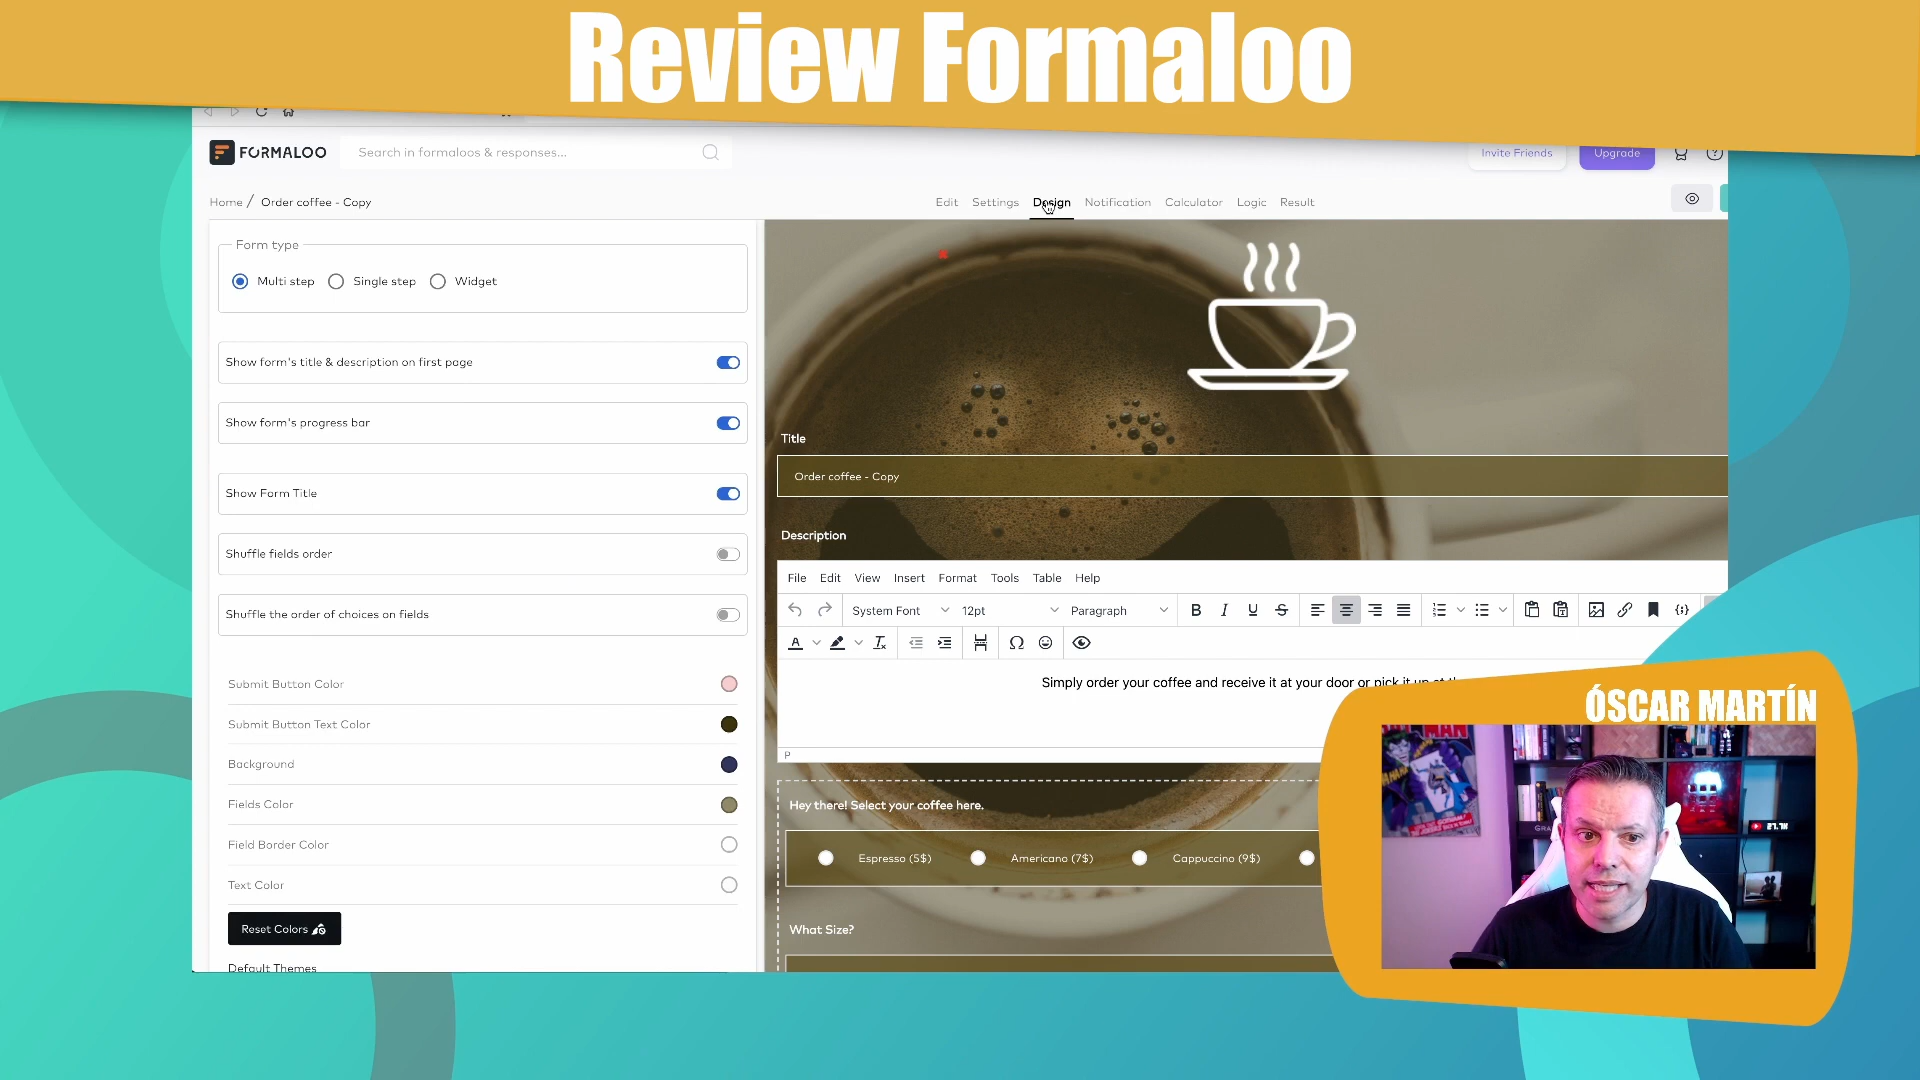 Review Formaloo
FORMALOO
Search in formaloos & responses...
Invite Friends
Upgrade
Home / Order coffee - Copy
Edit Settings Design Notification Calculator Logic Result
Form type
Multi step Single step Widget
Show form's title & description on first page
Show form's progress bar
Show Form Title
Shuffle fields order
Shuffle the order of choices on fields
Submit Button Color
Submit Button Text Color
Background
Fields Color
Field Border Color
Text Color
Reset Colors
Default Themes
Title
Order coffee - Copy
Description
File Edit View Insert Format Tools Table Help
System Font 12pt Paragraph
Simply order your coffee and receive it at your door or pick it up at
P
Hey there! Select your coffee here.
Espresso (5$) Americano (7$) Cappuccino (9$)
What Size?
ÓSCAR MARTÍN